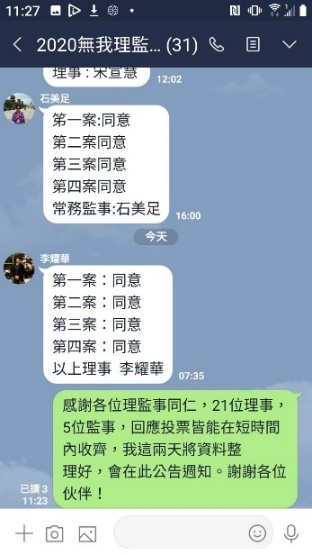 11:27
2020無我理監... (31)
理事 : 宋宣慧
12:02
石美足
第一案:同意
第二案同意
第三案同意
第四案同意
常務監事:石美足
16:00
今天
李耀華
第一案：同意
第二案：同意
第三案：同意
第四案：同意
以上理事 李耀華
07:35
感謝各位理監事同仁，21位理事，
5位監事，回應投票皆能在短時間
內收齊，我這兩天將資料整
理好，會在此公告週知。謝謝各位
伙伴！
已讀 3
11:23